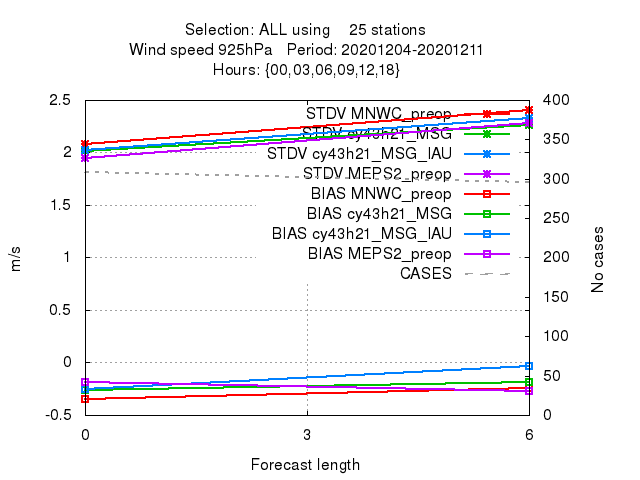 Selection: ALL using 25 stations
Wind speed 925hPa Period: 20201204-20201211
Hours: {00,03,06,09,12,18}
2.5
2
1.5
1
0.5
0
-0.5
m/s
STDV MNWC_preop
STDV cy43h21_MSG
STDV cy43h21_MSG_IAU
STDV MEPS2_preop
BIAS MNWC_preop
BIAS cy43h21_MSG
BIAS cy43h21_MSG_IAU
BIAS MEPS2_preop
CASES
400
350
300
250
200
150
100
50
0
No cases
0 3 6
Forecast length